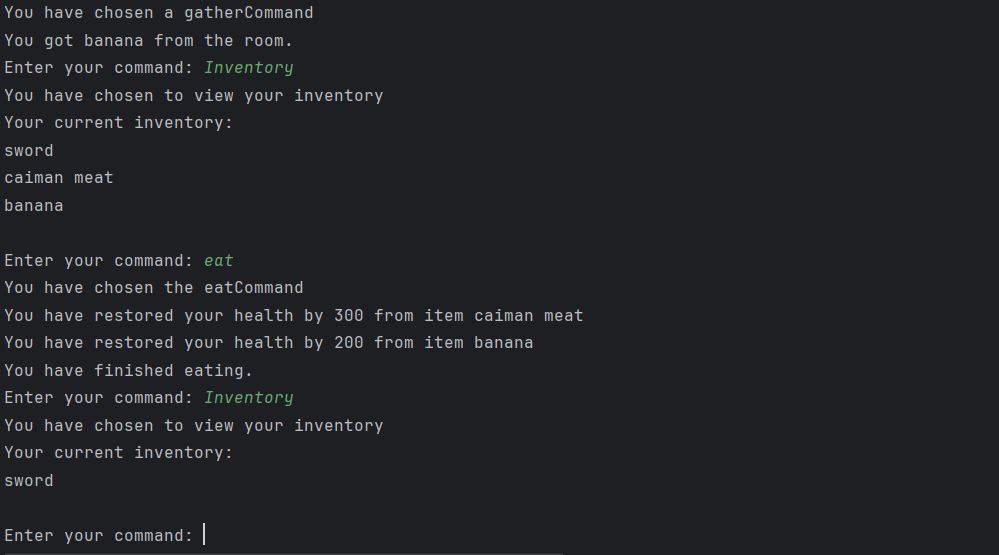 You have chosen a gatherCommand
You got banana from the room.
Enter your command: Inventory
You have chosen to view your inventory
Your current inventory:
sword
caiman meat
banana
Enter your command: eat
You have chosen the eatCommand
You have restored your health by 300 from item caiman meat
You have restored your health by 200 from item banana
You have finished eating.
Enter your command: Inventory
You have chosen to view your inventory
Your current inventory:
sword
Enter your command: